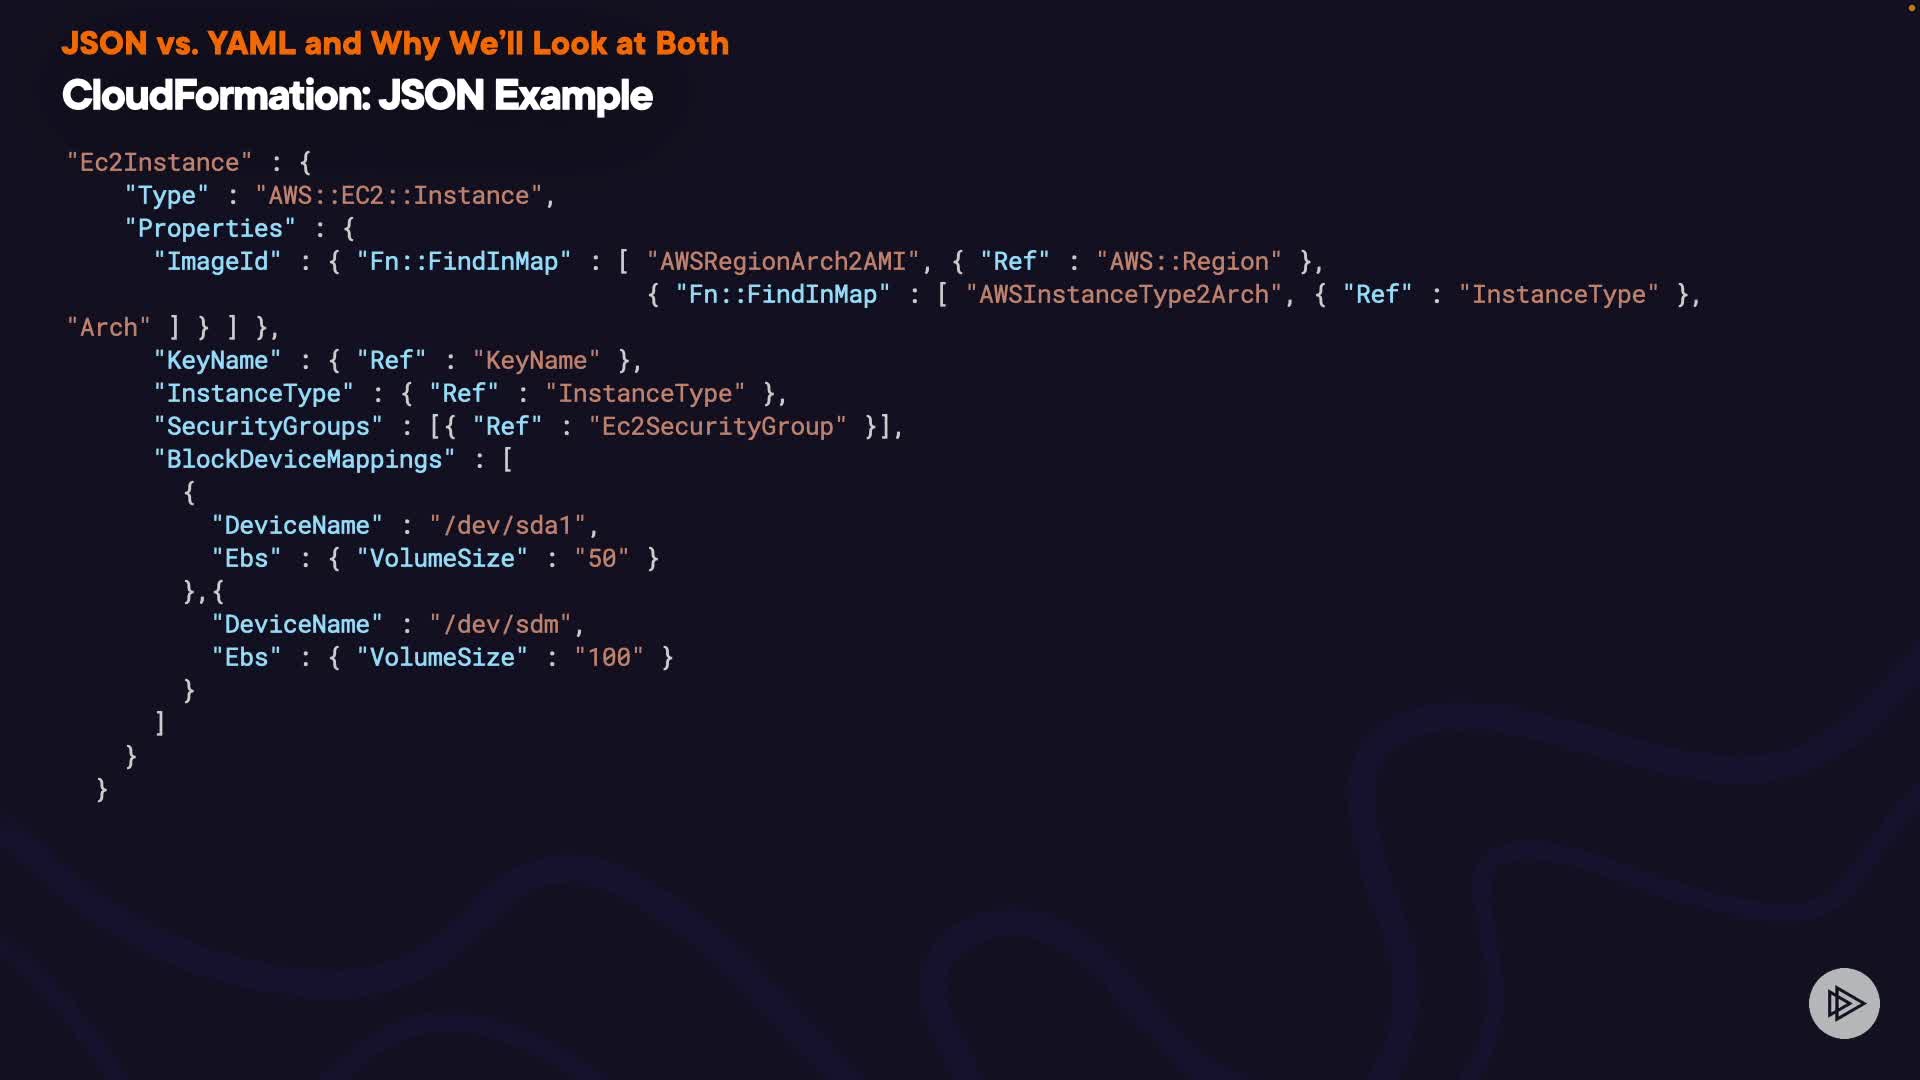 JSON vs. YAML and Why We’ll Look at Both
CloudFormation: JSON Example
"Ec2Instance" : {
"Type" : "AWS::EC2::Instance",
"Properties" : {
"ImageId" : { "Fn::FindInMap" : [ "AWSRegionArch2AMI", { "Ref" : "AWS::Region" },
{ "Fn::FindInMap" : [ "AWSInstanceType2Arch", { "Ref" : "InstanceType" },
"Arch" ] } ] },
"KeyName" : { "Ref" : "KeyName" },
"InstanceType" : { "Ref" : "InstanceType" },
"SecurityGroups" : [{ "Ref" : "Ec2SecurityGroup" }],
"BlockDeviceMappings" : [
{
"DeviceName" : "/dev/sda1",
"Ebs" : { "VolumeSize" : "50" }
},{
"DeviceName" : "/dev/sdm",
"Ebs" : { "VolumeSize" : "100" }
}
]
}
}